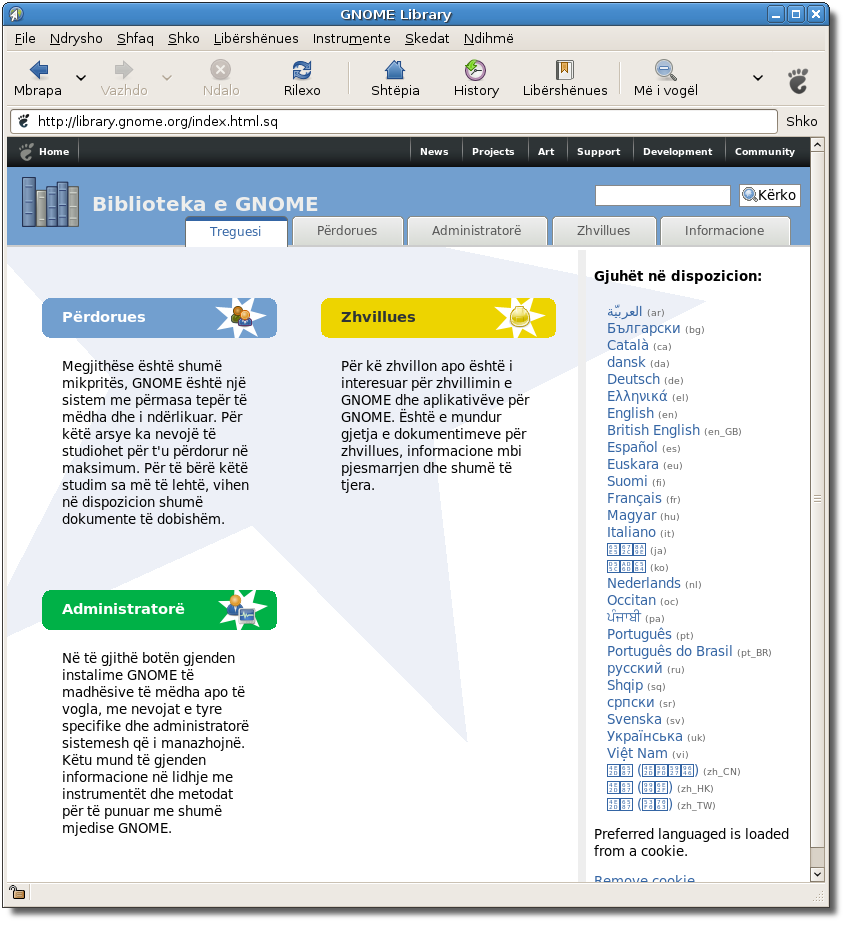 GNOME Library
File Ndrysho Shfaq Shko Libërshënues Instrumente Skedat Ndihmë
Mbrapa Vazhdo Ndalo Rilexo Shtëpia History Libërshënues Më i vogël
http://library.gnome.org/index.html.sq Shko
Home News Projects Art Support Development Community
Biblioteka e GNOME Kërko
Treguesi Përdorues Administratorë Zhvillues Informacione
Përdorues
Megjithëse është shumë
mikpritës, GNOME është një
sistem me përmasa tepër të
mëdha dhe i ndërlikuar. Për
këtë arsye ka nevojë të
studiohet për t'u përdorur në
maksimum. Për të bërë këtë
studim sa më të lehtë, vihen
në dispozicion shumë
dokumente të dobishëm.
Zhvillues
Për kë zhvillon apo është i
interesuar për zhvillimin e
GNOME dhe aplikativëve për
GNOME. Është e mundur
gjetja e dokumentimeve për
zhvillues, informacione mbi
pjesmarrjen dhe shumë të
tjera.
Administratorë
Në të gjithë botën gjenden
instalime GNOME të
madhësive të mëdha apo të
vogla, me nevojat e tyre
specifike dhe administratorë
sistemesh që i manazhojnë.
Këtu mund të gjenden
informacione në lidhje me
instrumentët dhe metodat
për të punuar me shumë
mjedise GNOME.
Gjuhët në dispozicion:
العربيّة (ar)
Български (bg)
Català (ca)
dansk (da)
Deutsch (de)
Ελληνικά (el)
English (en)
British English (en_GB)
Español (es)
Euskara (eu)
Suomi (fi)
Français (fr)
Magyar (hu)
Italiano (it)
(ja)
(ko)
Nederlands (nl)
Occitan (oc)
ਪੰਜਾਬੀ (pa)
Português (pt)
Português do Brasil (pt_BR)
русский (ru)
Shqip (sq)
српски (sr)
Svenska (sv)
Українська (uk)
Việt Nam (vi)
(zh_CN)
(zh_HK)
(zh_TW)
Preferred languaged is loaded
from a cookie.
Remove cookie